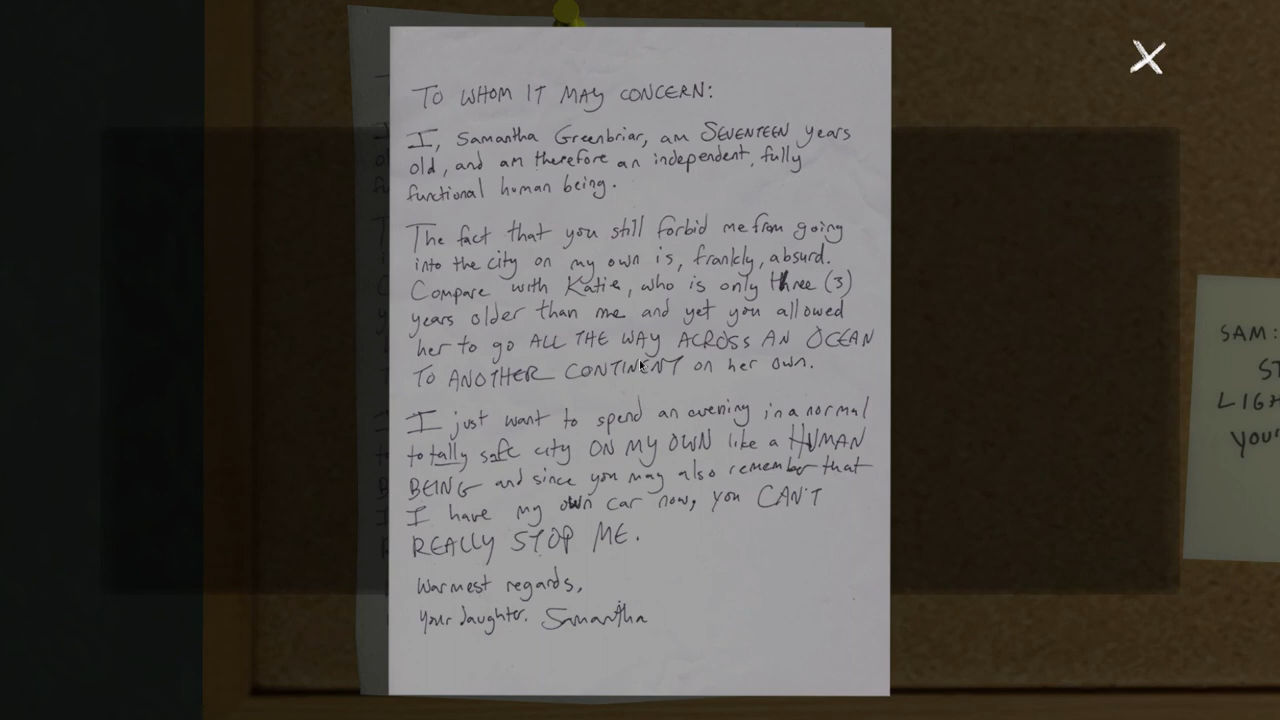 TO WHOM IT MAY CONCERN:
I, Samantha Greenbriar, am SEVENTEEN years
old, and am therefore an independent, fully
functional human being.
The fact that you still forbid me from going
into the city on my own is, frankly, absurd.
Compare with Katie, who is only three (3)
years older than me and yet you allowed
her to go ALL THE WAY ACROSS AN OCEAN
TO ANOTHER CONTINENT on her own.
I just want to spend an evening in a normal
totally safe city ON MY OWN like a HUMAN
BEING and since you may also remember that
I have my own car now, you CAN'T
REALLY STOP ME.
Warmest regards,
Your daughter. Samantha
SAM:
ST
LIGH
YOUR